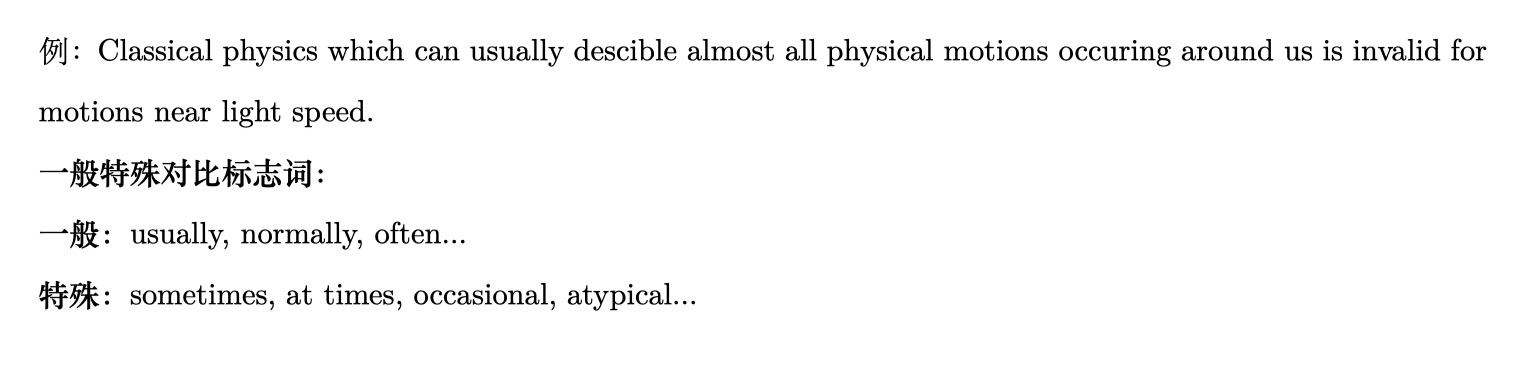 例：Classical physics which can usually descible almost all physical motions occuring around us is invalid for
motions near light speed.
一般特殊对比标志词：
一般：usually, normally, often...
特殊：sometimes, at times, occasional, atypical...